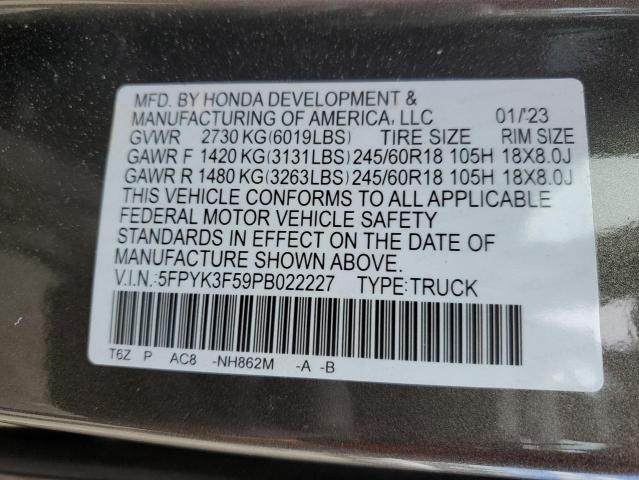 MFD. BY HONDA DEVELOPMENT &
MANUFACTURING OF AMERICA, LLC 01/'23
GVWR 2730 KG(6019LBS) TIRE SIZE RIM SIZE
GAWR F 1420 KG(3131LBS) 245/60R18 105H 18X8.0J
GAWR R 1480 KG(3263LBS) 245/60R18 105H 18X8.0J
THIS VEHICLE CONFORMS TO ALL APPLICABLE
FEDERAL MOTOR VEHICLE SAFETY
STANDARDS IN EFFECT ON THE DATE OF
MANUFACTURE SHOWN ABOVE.
V.I.N.:5FPYK3F59PB022227 TYPE:TRUCK
T6Z P AC8 -NH862M -A -B